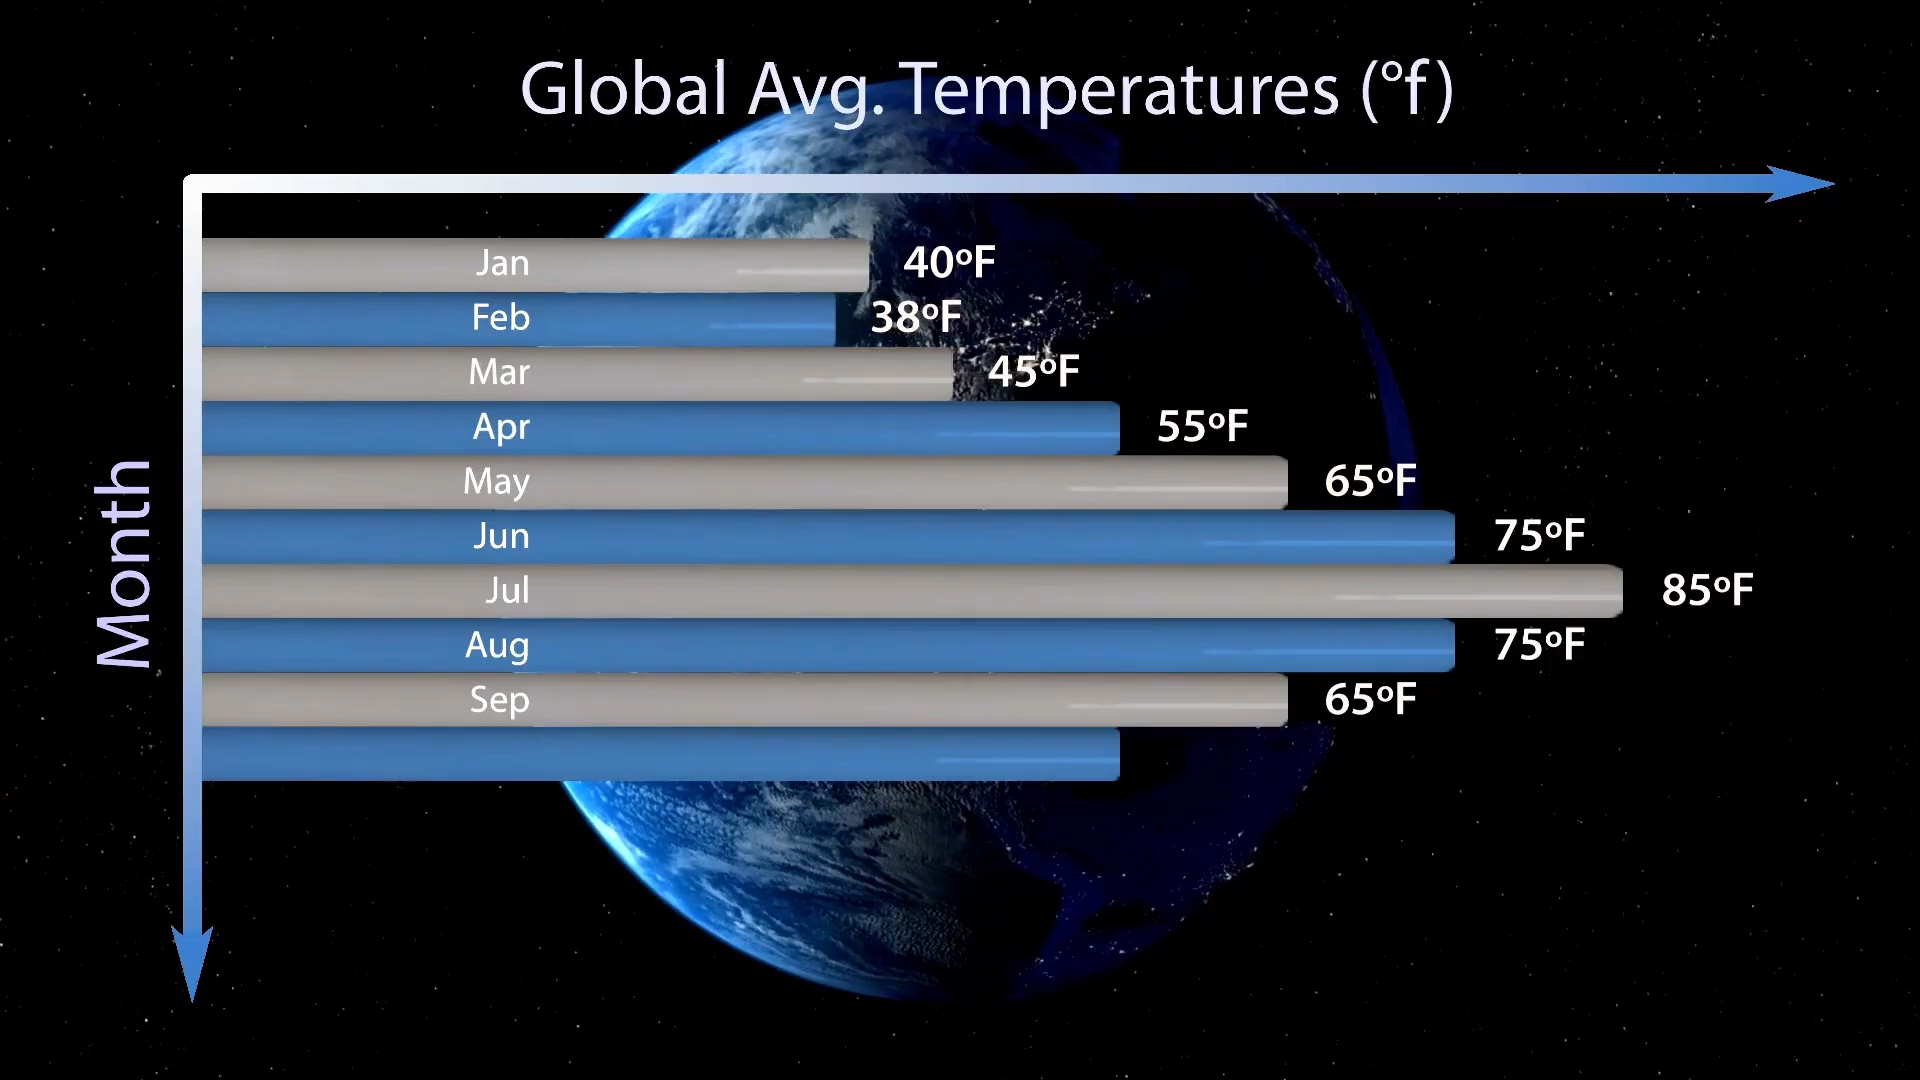 Global Avg. Temperatures (°f)
Month
Jan 40ºF
Feb 38ºF
Mar 45ºF
Apr 55ºF
May 65ºF
Jun 75ºF
Jul 85ºF
Aug 75ºF
Sep 65ºF